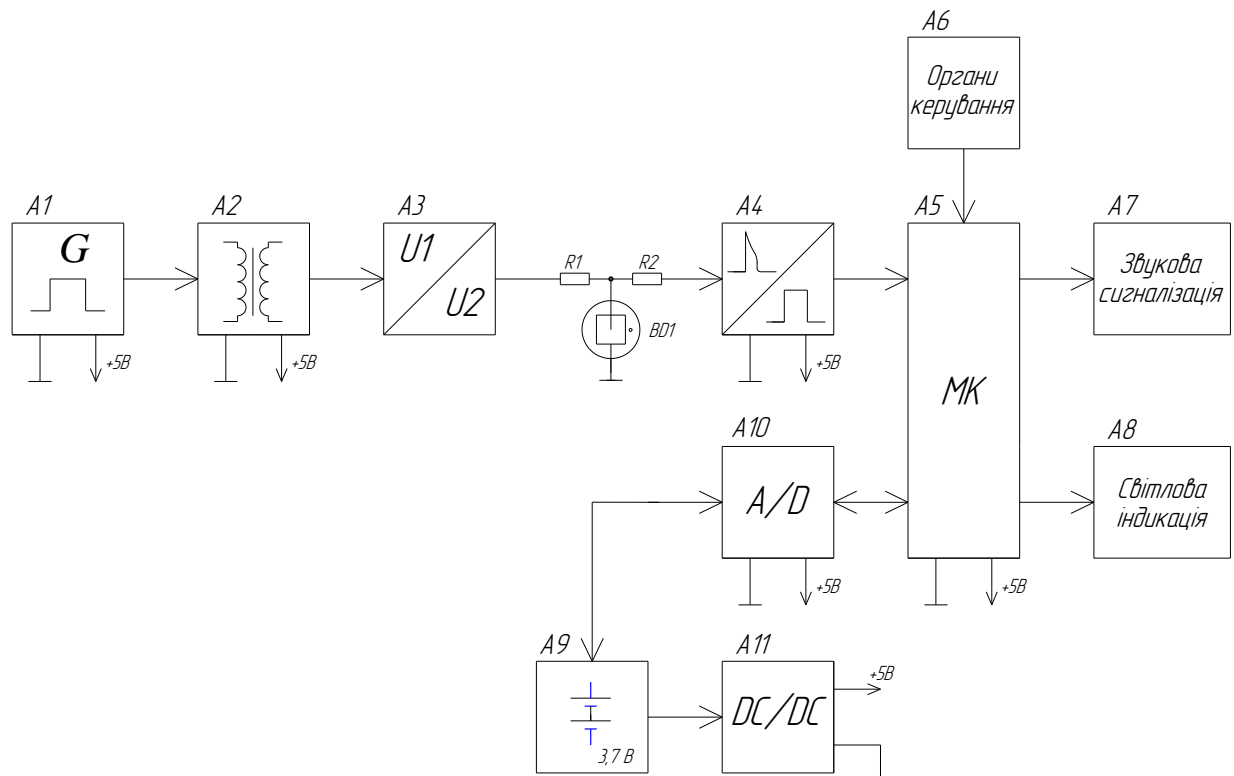 A6
Органи
керування
A1
G
A2
A3
U1
U2
R1
R2
BD1
A4
A5
МК
A7
Звукова
сигналізація
+5В
+5В
+5В
A10
A/D
A8
Світлова
індикація
+5В
+5В
A9
3,7 В
A11
DC/DC
+5В